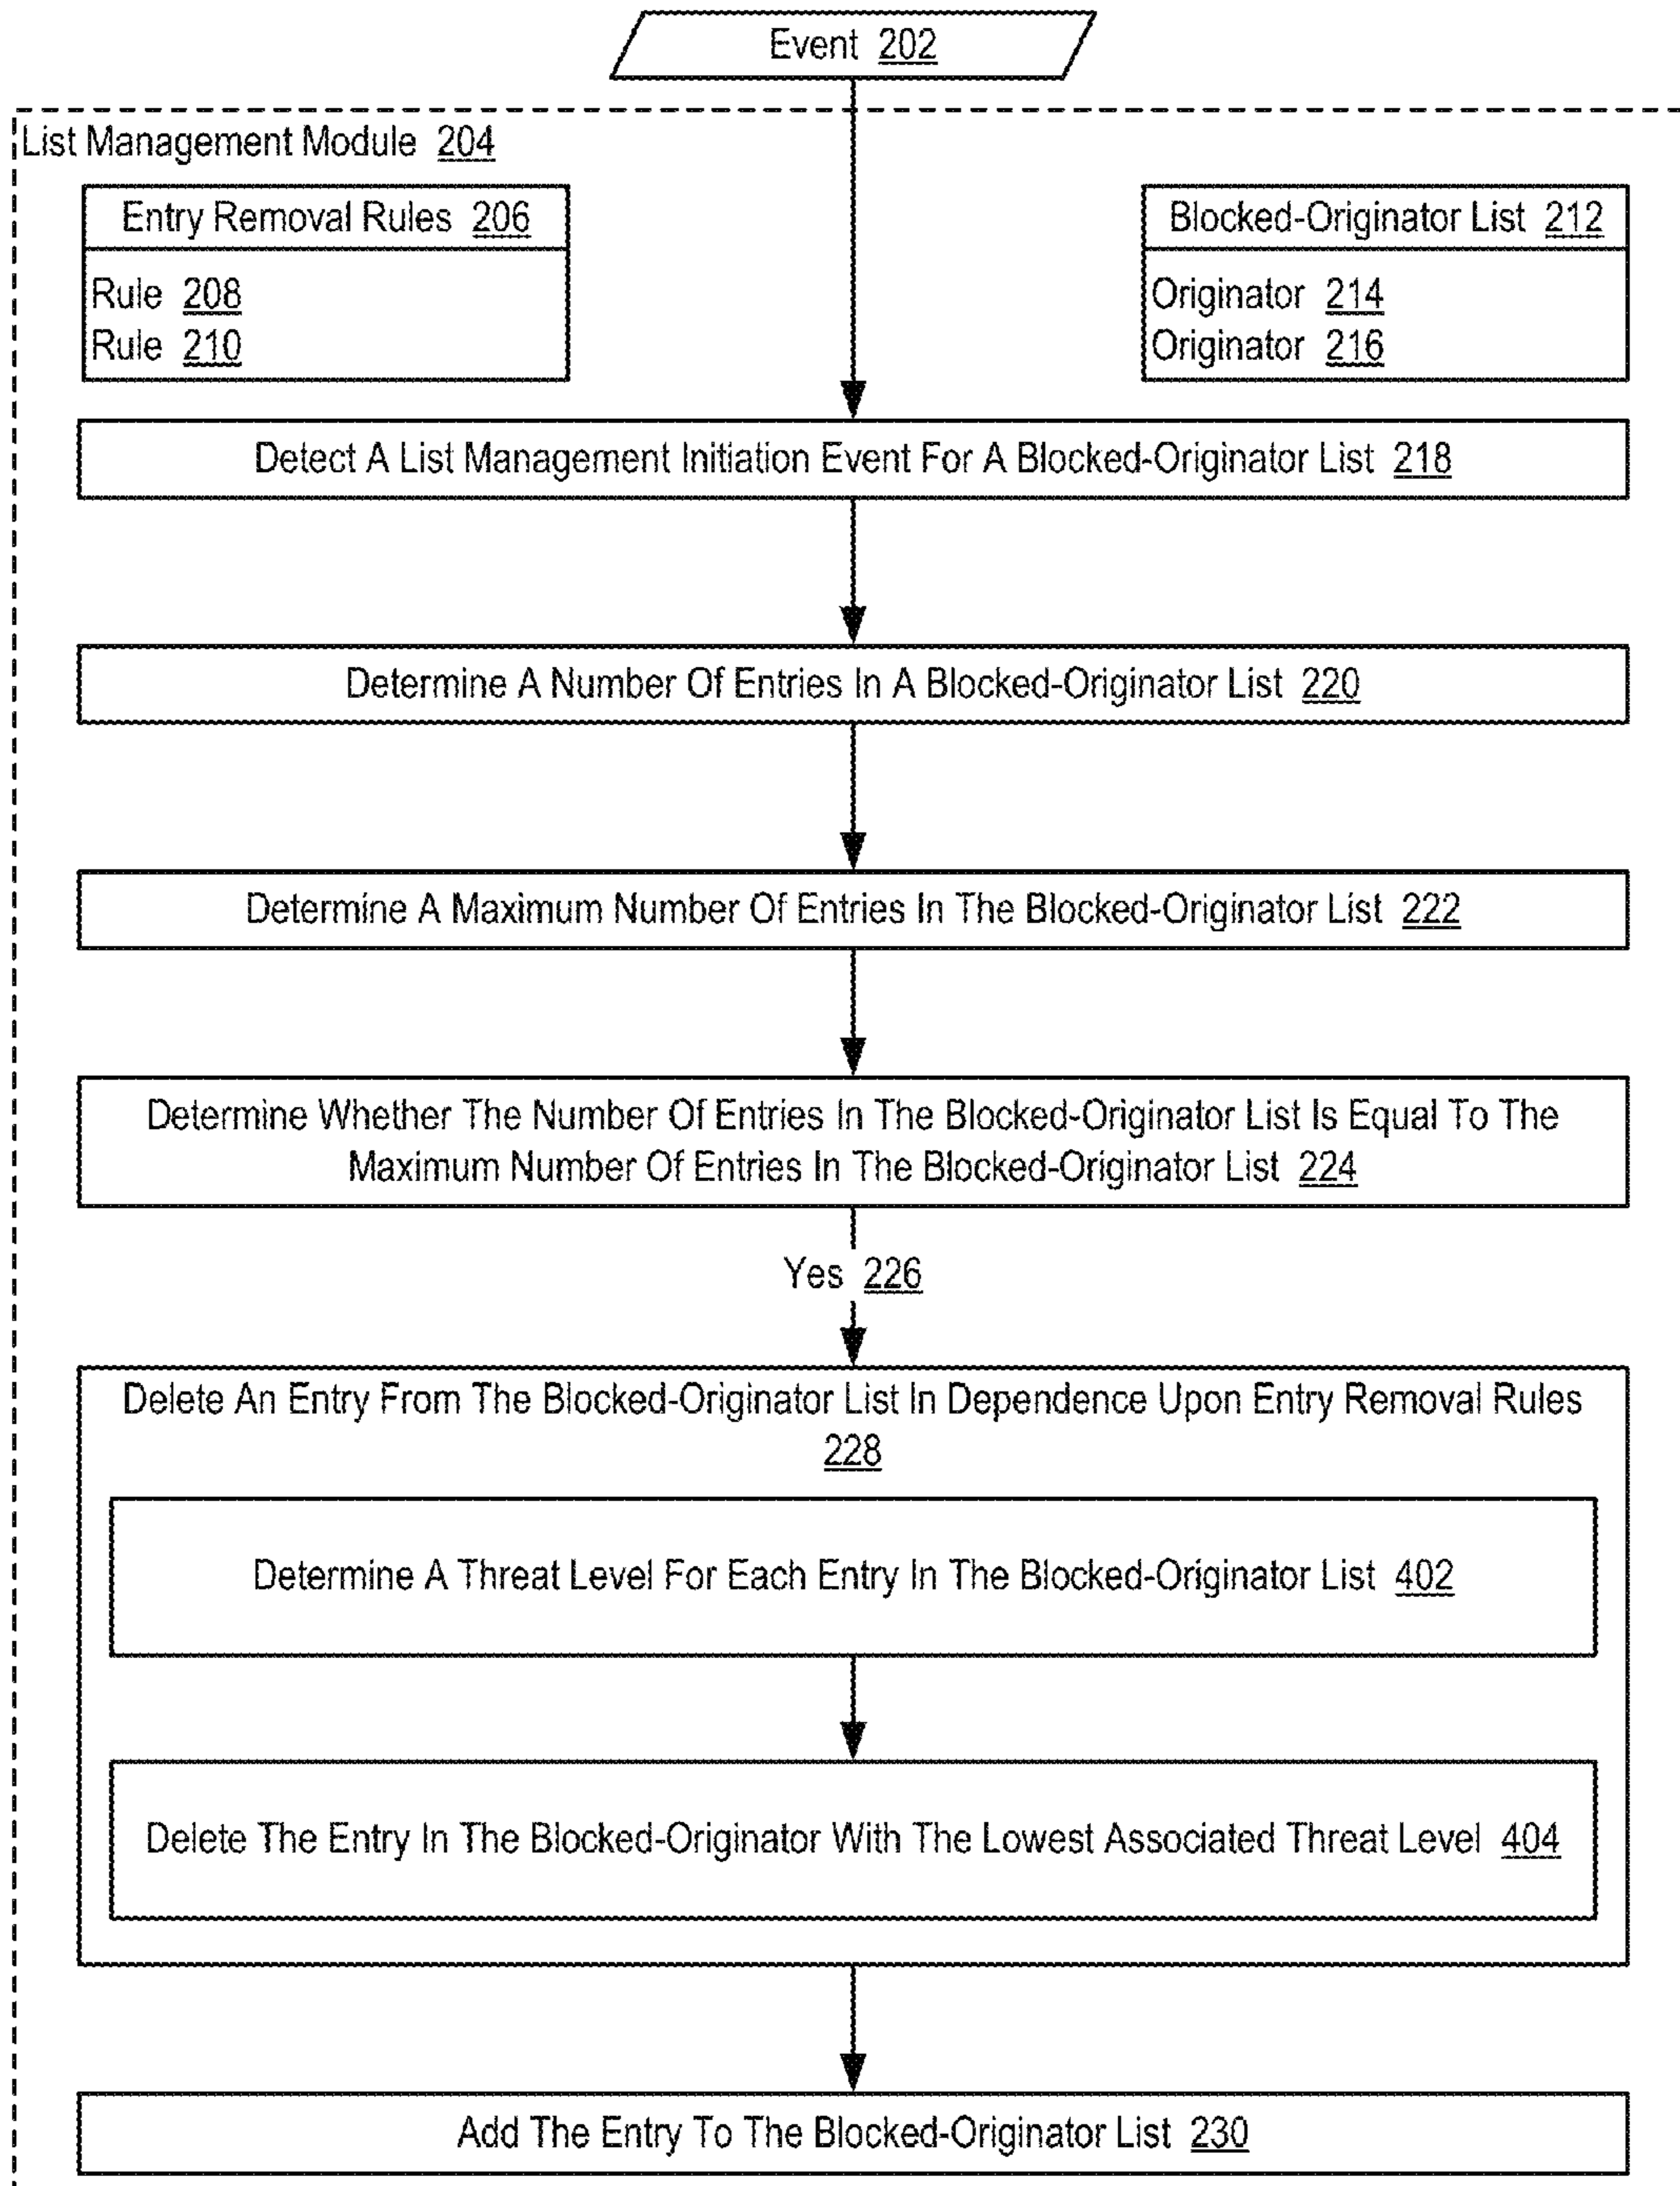 Event 202
List Management Module 204
Entry Removal Rules 206
Rule 208
Rule 210
Blocked-Originator List 212
Originator 214
Originator 216
Detect A List Management Initiation Event For A Blocked-Originator List 218
Determine A Number Of Entries In A Blocked-Originator List 220
Determine A Maximum Number Of Entries In The Blocked-Originator List 222
Determine Whether The Number Of Entries In The Blocked-Originator List Is Equal To The
Maximum Number Of Entries In The Blocked-Originator List 224
Yes 226
Delete An Entry From The Blocked-Originator List In Dependence Upon Entry Removal Rules
228
Determine A Threat Level For Each Entry In The Blocked-Originator List 402
Delete The Entry In The Blocked-Originator With The Lowest Associated Threat Level 404
Add The Entry To The Blocked-Originator List 230